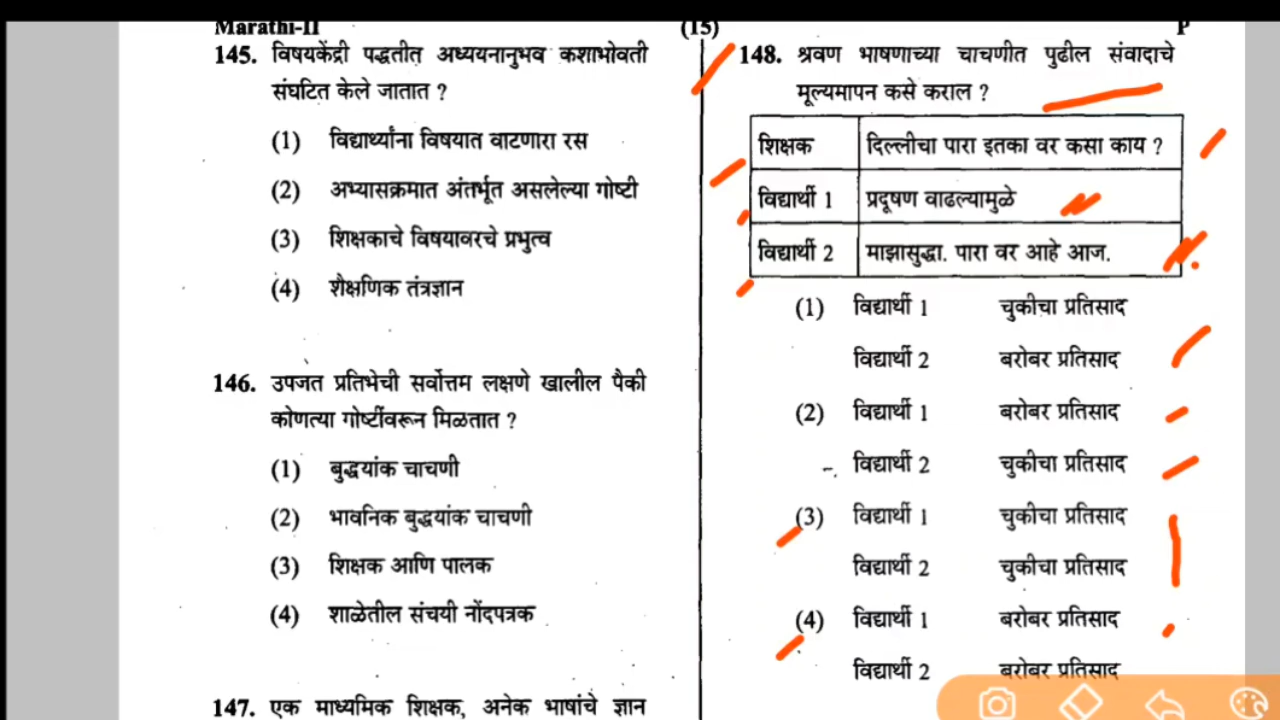 Marathi-II
(15)
P
145. विषयकेंद्री पद्धतीत अध्ययनानुभव कशाभोवती
संघटित केले जातात ?
(1) विद्यार्थ्यांना विषयात वाटणारा रस
(2) अभ्यासक्रमात अंतर्भूत असलेल्या गोष्टी
(3) शिक्षकाचे विषयावरचे प्रभुत्व
(4) शैक्षणिक तंत्रज्ञान
146. उपजत प्रतिभेची सर्वोत्तम लक्षणे खालील पैकी
कोणत्या गोष्टींवरून मिळतात ?
(1) बुद्धयांक चाचणी
(2) भावनिक बुद्धयांक चाचणी
(3) शिक्षक आणि पालक
(4) शाळेतील संचयी नोंदपत्रक
147. एक माध्यमिक शिक्षक, अनेक भाषांचे ज्ञान
148. श्रवण भाषणाच्या चाचणीत पुढील संवादाचे
मूल्यमापन कसे कराल ?
शिक्षक दिल्लीचा पारा इतका वर कसा काय ?
विद्यार्थी 1 प्रदूषण वाढल्यामुळे
विद्यार्थी 2 माझासुद्धा. पारा वर आहे आज.
(1) विद्यार्थी 1 चुकीचा प्रतिसाद
विद्यार्थी 2 बरोबर प्रतिसाद
(2) विद्यार्थी 1 बरोबर प्रतिसाद
विद्यार्थी 2 चुकीचा प्रतिसाद
(3) विद्यार्थी 1 चुकीचा प्रतिसाद
विद्यार्थी 2 चुकीचा प्रतिसाद
(4) विद्यार्थी 1 बरोबर प्रतिसाद
विद्यार्थी 2 बरोबर प्रतिसाद